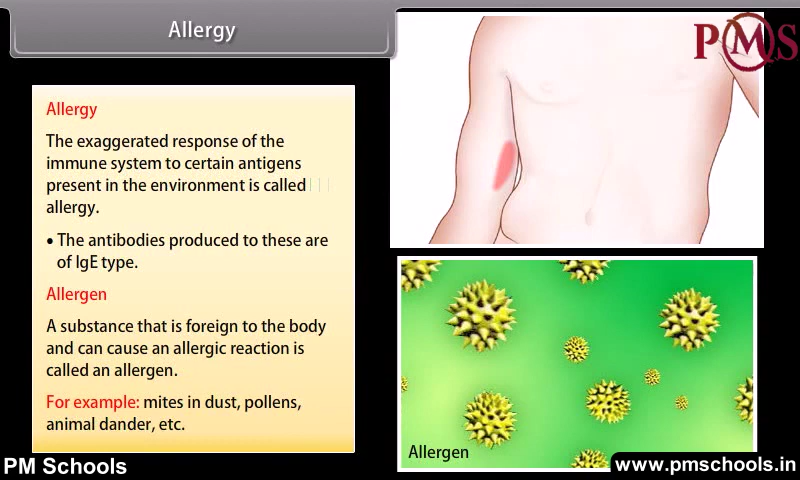 Allergy
PMS
Allergy
The exaggerated response of the
immune system to certain antigens
present in the environment is called
allergy.
• The antibodies produced to these are
of IgE type.
Allergen
A substance that is foreign to the body
and can cause an allergic reaction is
called an allergen.
For example: mites in dust, pollens,
animal dander, etc.
Allergen
PM Schools
www.pmschools.in